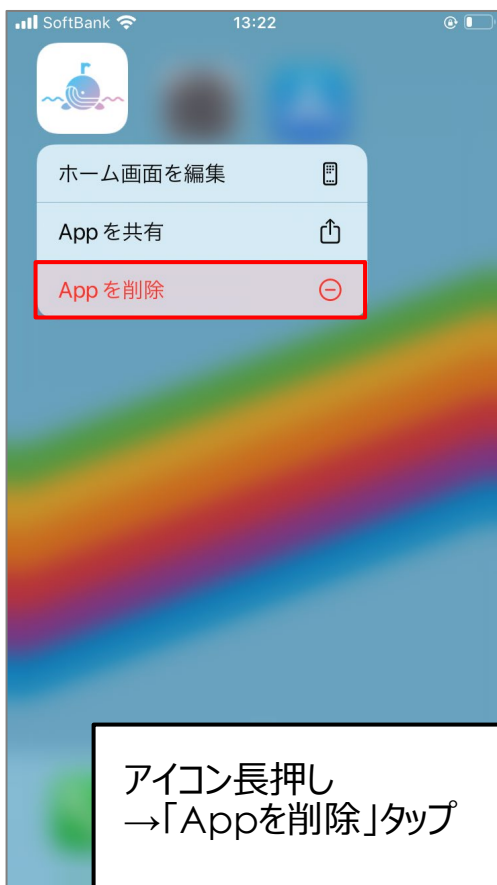 SoftBank 13:22
ホーム画面を編集
Appを共有
Appを削除
アイコン長押し
→「Appを削除」タップ